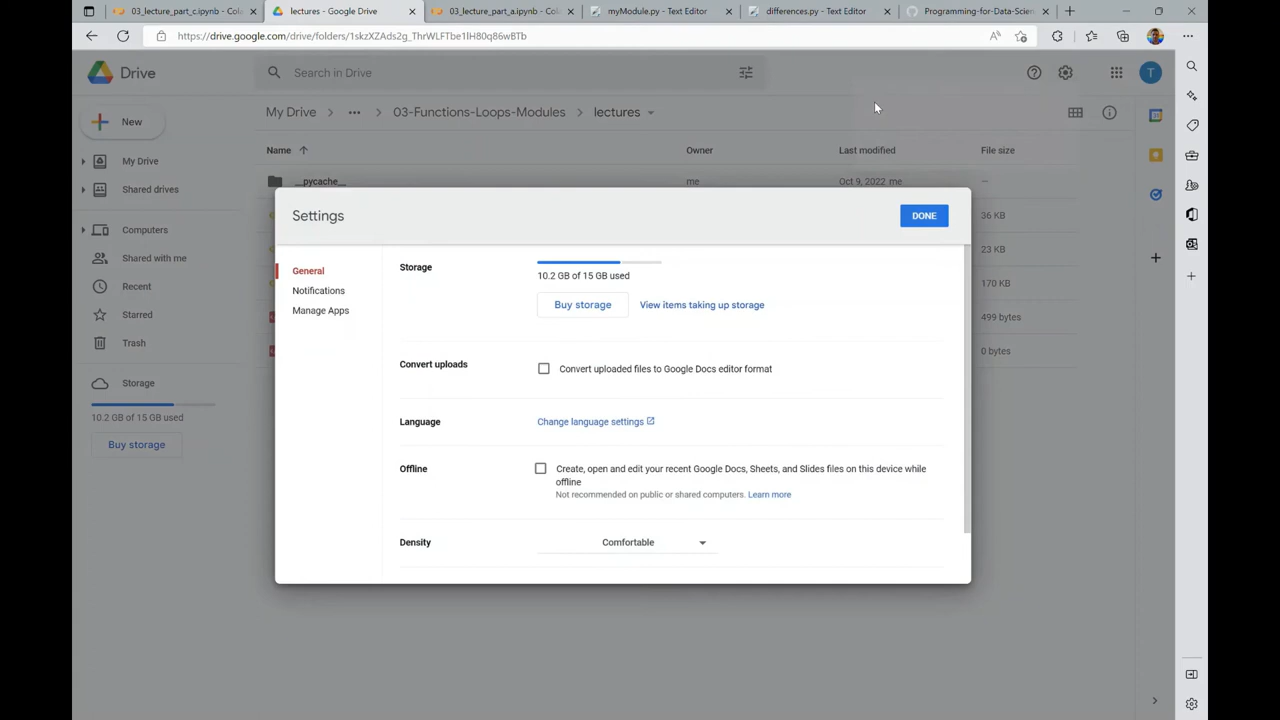 03_lecture_part_c.ipynb - Cola
lectures - Google Drive
03_lecture_part_a.ipynb - Cola
myModule.py - Text Editor
differences.py - Text Editor
Programming-for-Data-Scien
https://drive.google.com/drive/folders/1skzXZAds2g_ThrWLFTbe1IH80q86wBTb
Drive
Search in Drive
T
New
My Drive
03-Functions-Loops-Modules
lectures
Name
Owner
Last modified
File size
My Drive
__pycache__
me
Oct 9, 2022 me
Shared drives
Settings
DONE
36 KB
Computers
23 KB
Shared with me
General
Storage
10.2 GB of 15 GB used
Recent
Notifications
170 KB
Starred
Manage Apps
Buy storage
View items taking up storage
499 bytes
Trash
0 bytes
Storage
Convert uploads
Convert uploaded files to Google Docs editor format
10.2 GB of 15 GB used
Language
Change language settings
Buy storage
Offline
Create, open and edit your recent Google Docs, Sheets, and Slides files on this device while
offline
Not recommended on public or shared computers. Learn more
Density
Comfortable